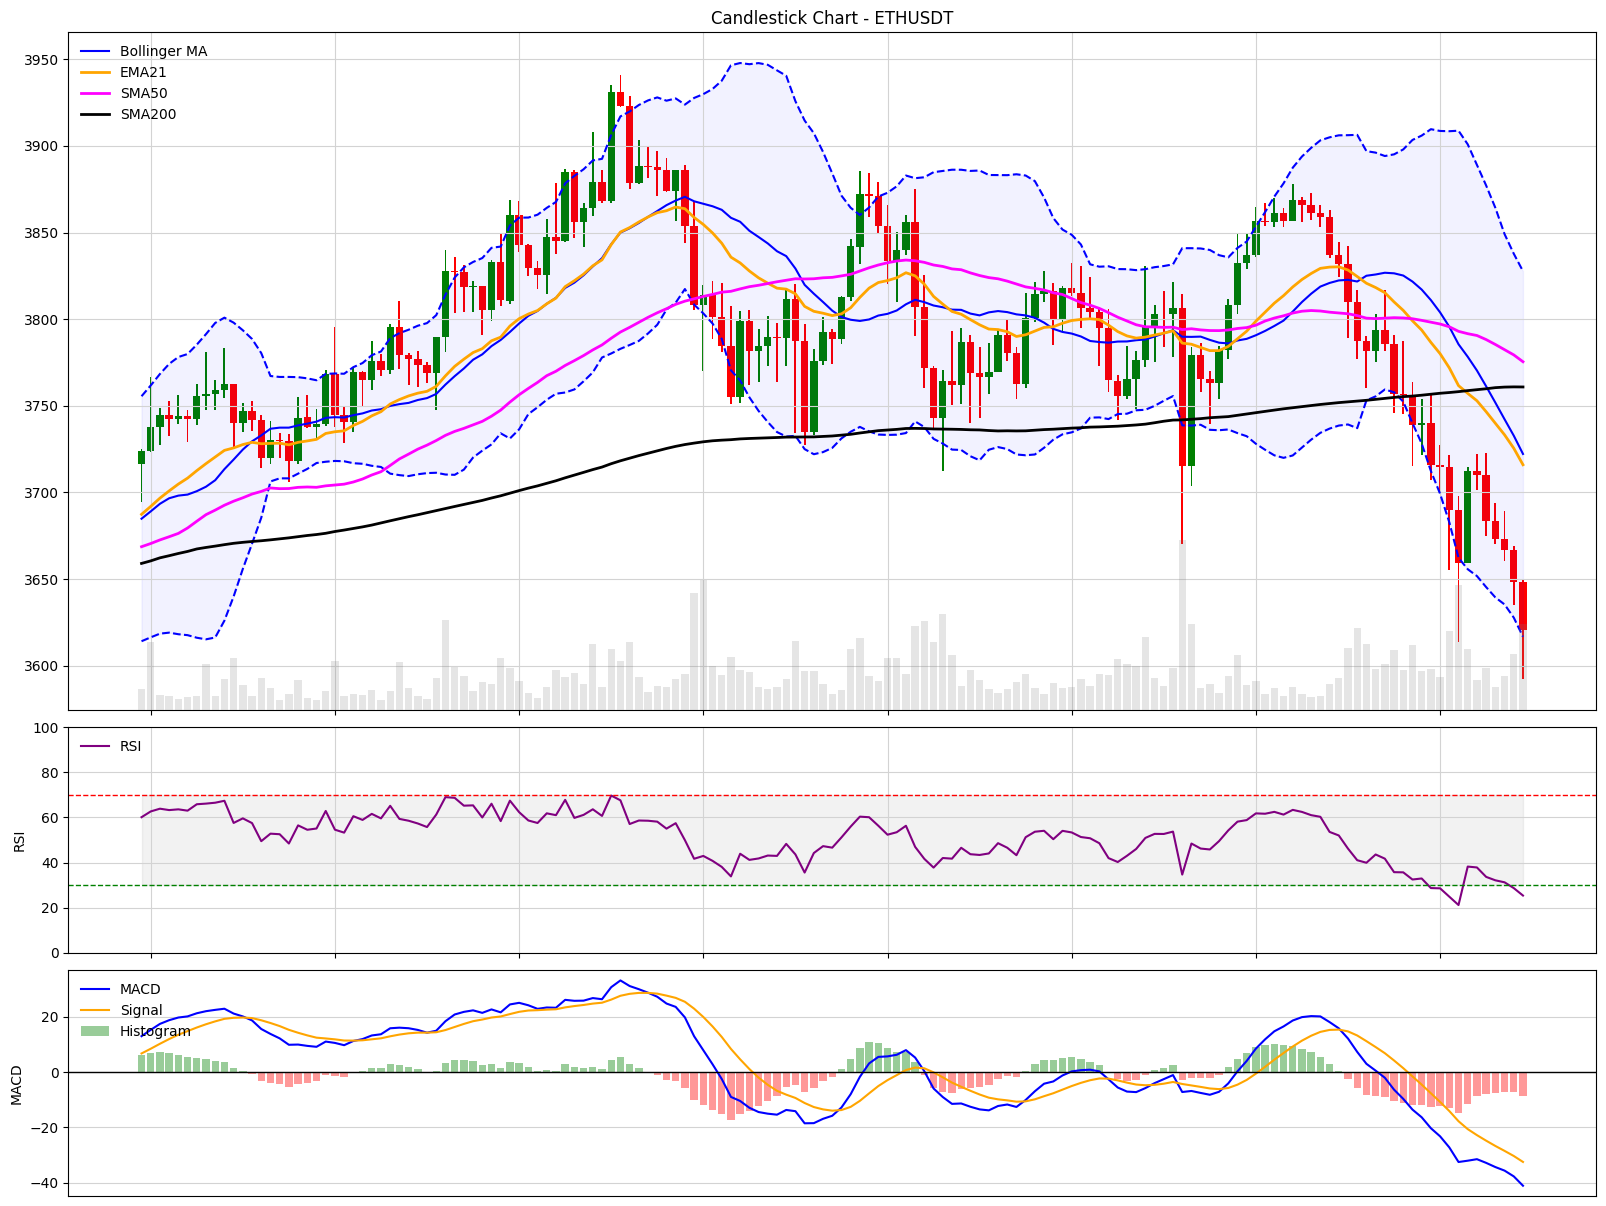 Candlestick Chart - ETHUSDT
Bollinger MA
EMA21
SMA50
SMA200
3950
3900
3850
3800
3750
3700
3650
3600
RSI
100
80
60
40
20
0
RSI
MACD
Signal
Histogram
20
0
−20
−40
MACD